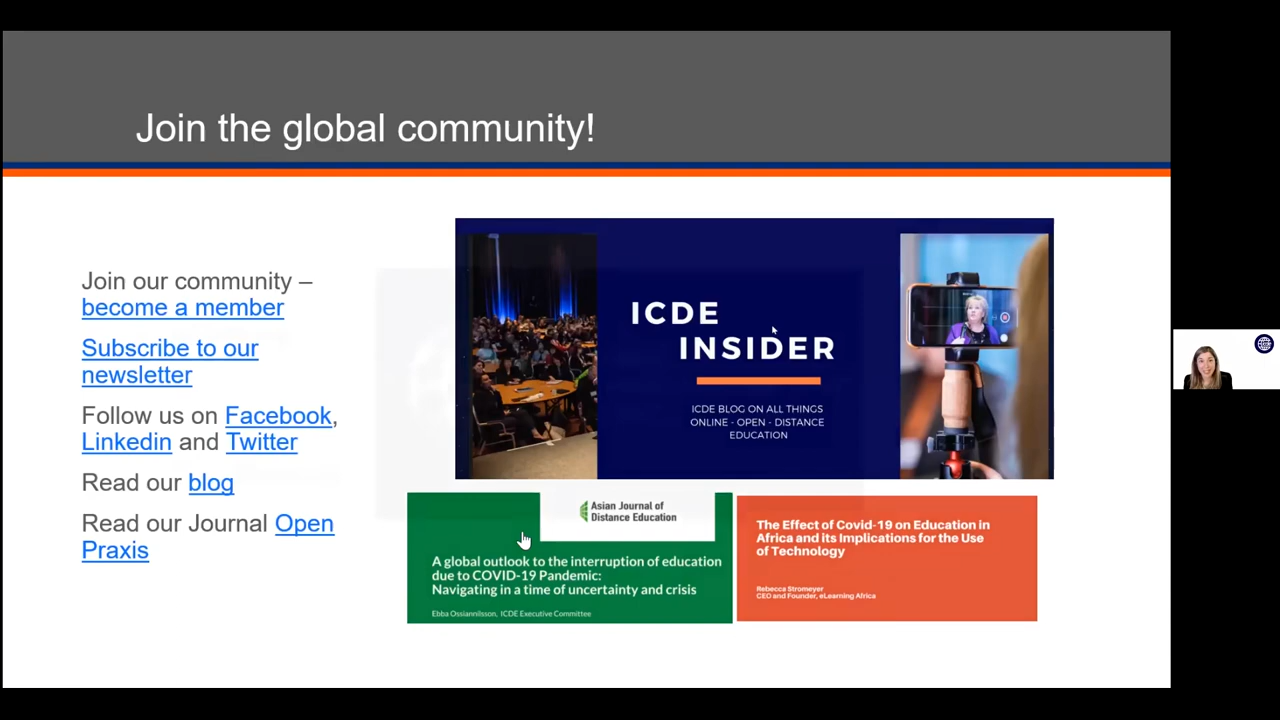 Join the global community!
Join our community –
become a member
Subscribe to our
newsletter
Follow us on Facebook,
Linkedin and Twitter
Read our blog
Read our Journal Open
Praxis
ICDE
INSIDER
ICDE BLOG ON ALL THINGS
ONLINE - OPEN - DISTANCE
EDUCATION
Asian Journal of
Distance Education
A global outlook to the interruption of education
due to COVID-19 Pandemic:
Navigating in a time of uncertainty and crisis
Ebba Ossiannilsson, ICDE Executive Committee
The Effect of Covid-19 on Education in
Africa and its Implications for the Use
of Technology
Rebecca Stromeyer
CEO and Founder, eLearning Africa